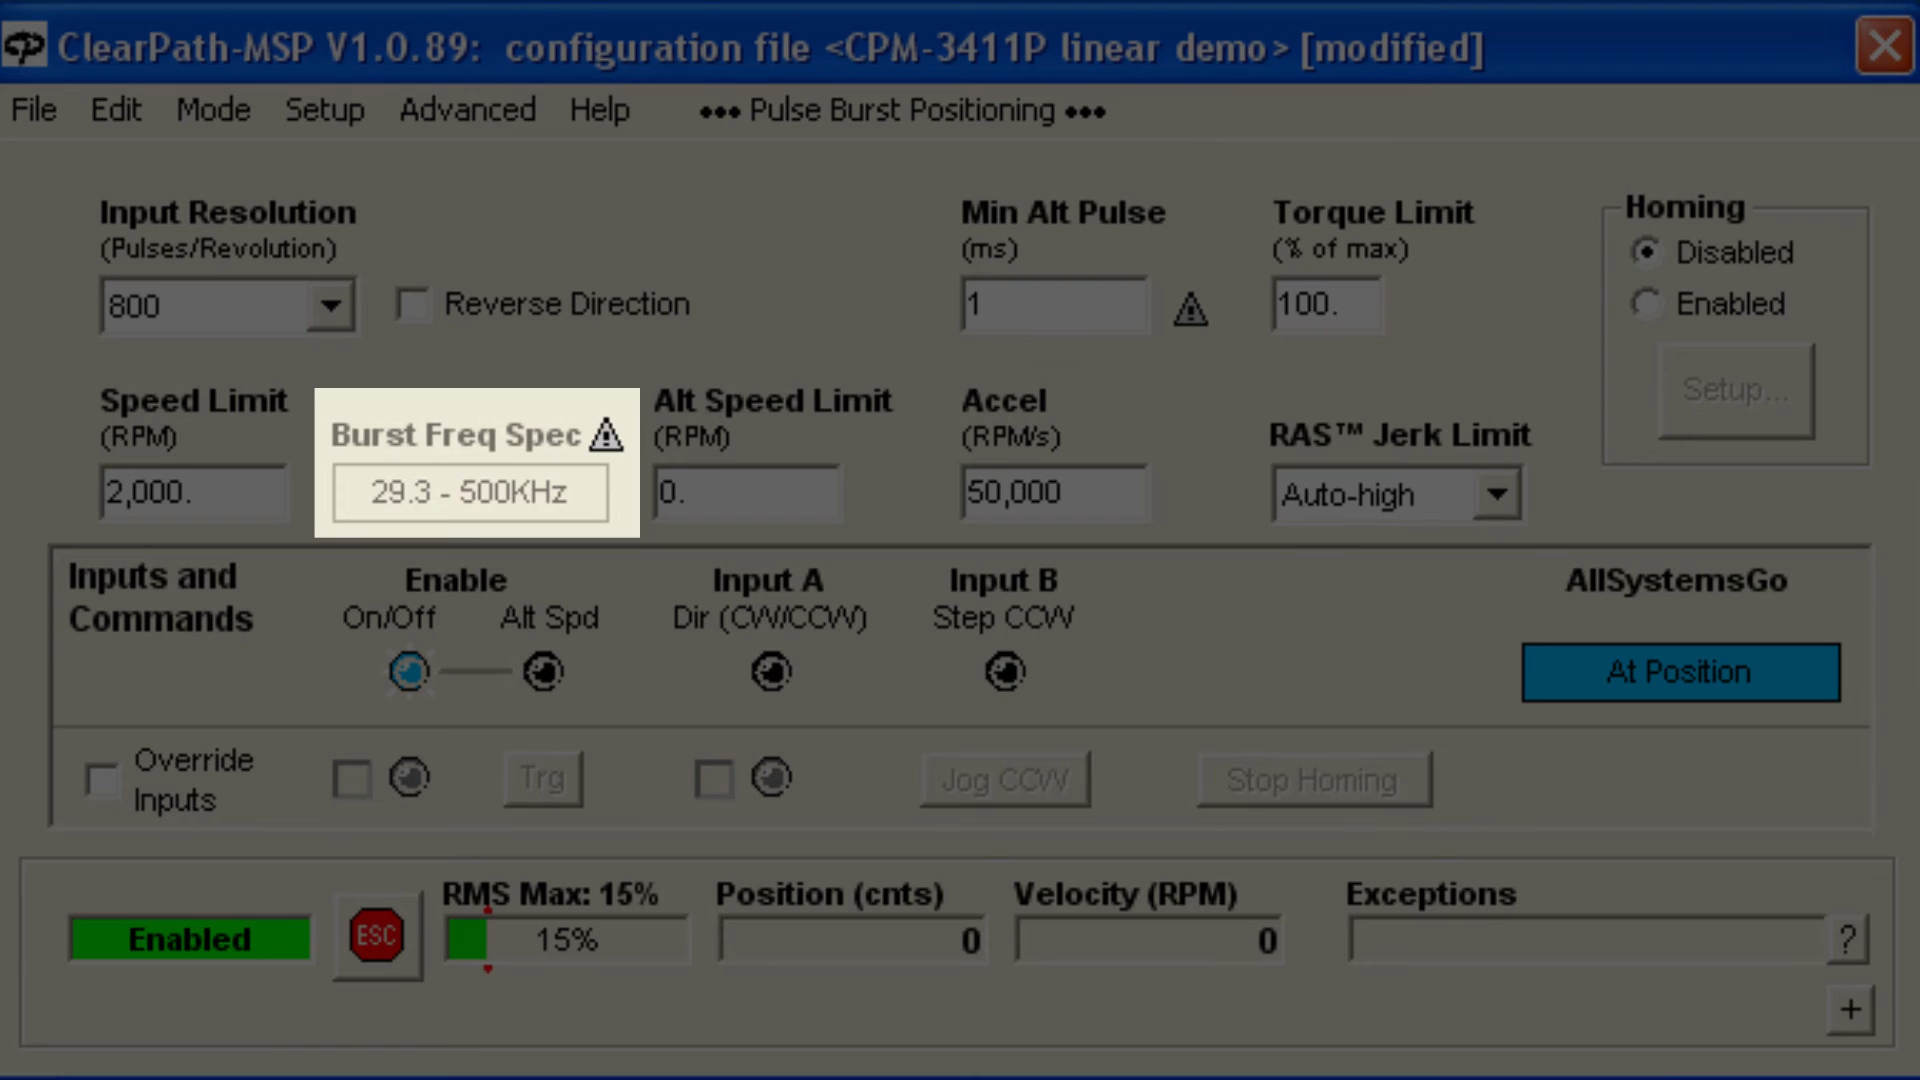 ClearPath-MSP V1.0.89: configuration file <CPM-3411P linear demo> [modified]
File Edit Mode Setup Advanced Help ••• Pulse Burst Positioning •••
Input Resolution
(Pulses/Revolution)
800
Reverse Direction
Min Alt Pulse
(ms)
1
Torque Limit
(% of max)
100.
Homing
Disabled
Enabled
Setup...
Speed Limit
(RPM)
2,000.
Burst Freq Spec
29.3 - 500KHz
Alt Speed Limit
(RPM)
0.
Accel
(RPM/s)
50,000
RAS™ Jerk Limit
Auto-high
Inputs and
Commands
Enable
On/Off Alt Spd
Input A
Dir (CW/CCW)
Input B
Step CCW
AllSystemsGo
At Position
Override
Inputs
Trg
Jog CCW
Stop Homing
Enabled
ESC
RMS Max: 15%
15%
Position (cnts)
0
Velocity (RPM)
0
Exceptions
?
+